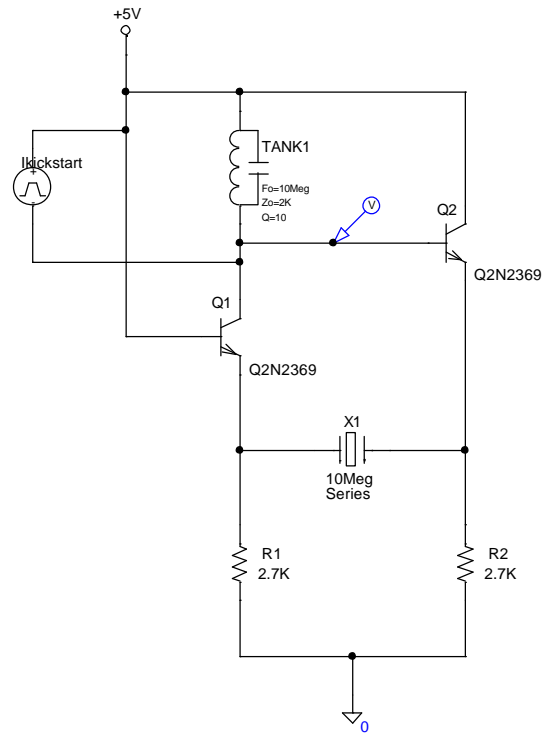 +5V
Ikickstart
TANK1
Fo=10Meg
Zo=2K
Q=10
V
Q2
Q2N2369
Q1
Q2N2369
X1
10Meg
Series
R1
2.7K
R2
2.7K
0